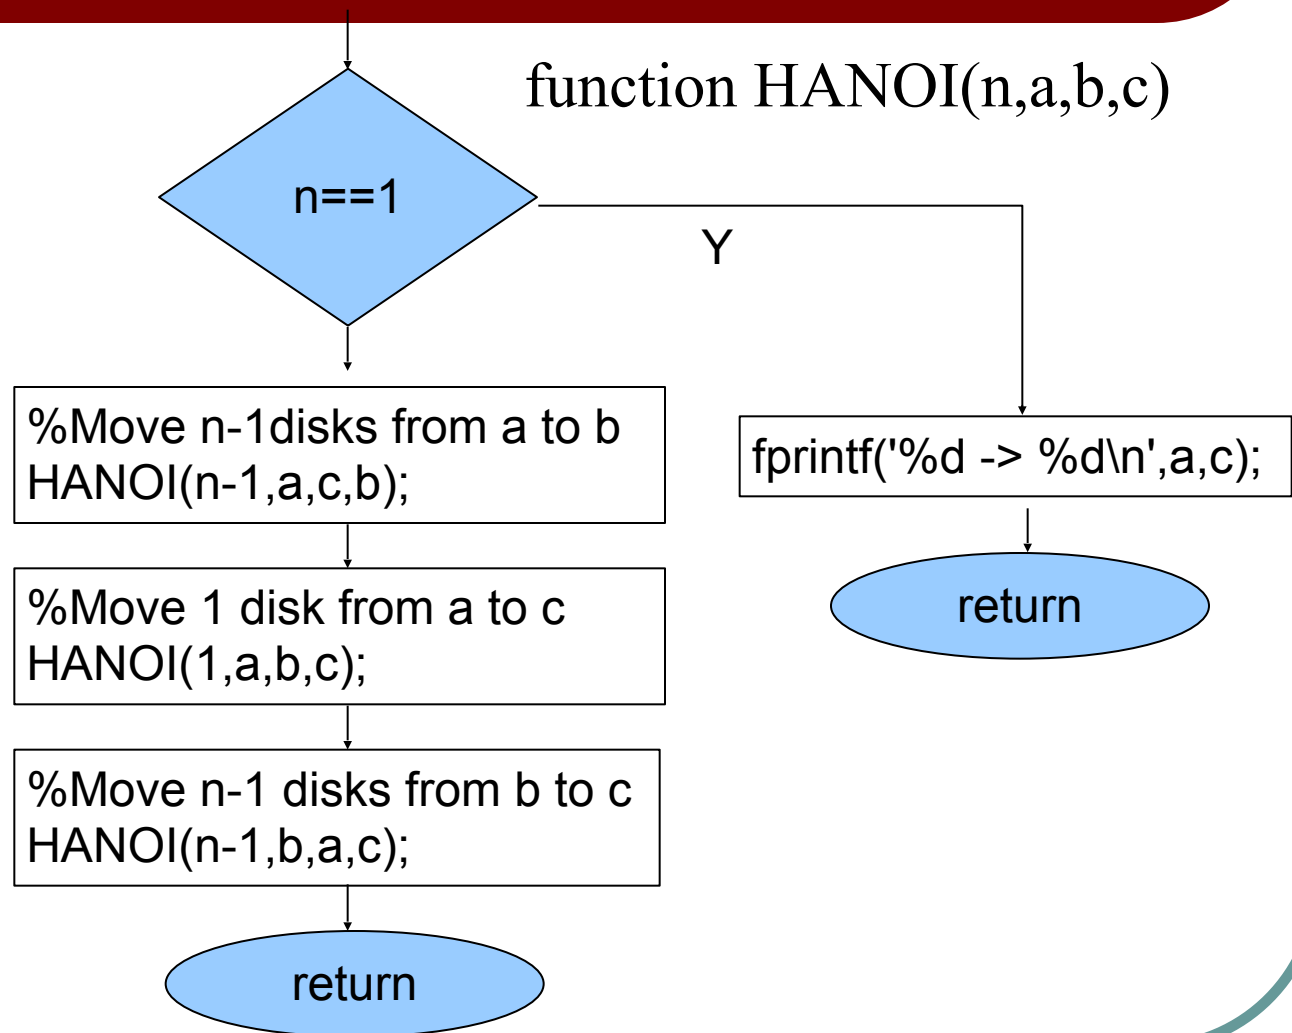 function HANOI(n,a,b,c)
n==1
Y
%Move n-1disks from a to b
HANOI(n-1,a,c,b);
fprintf('%d -> %d\n',a,c);
%Move 1 disk from a to c
HANOI(1,a,b,c);
return
%Move n-1 disks from b to c
HANOI(n-1,b,a,c);
return